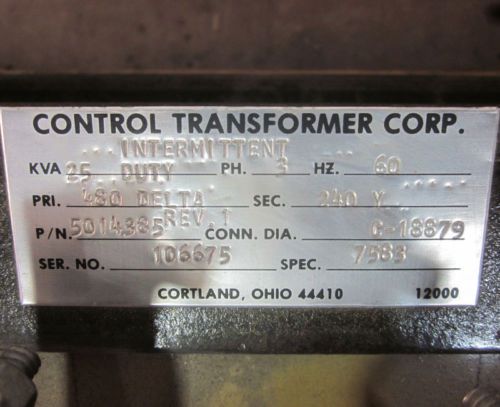 CONTROL TRANSFORMER CORP.
INTERMITTENT
KVA 25 DUTY PH. 3 HZ. 60
PRI. 480 DELTA SEC. 240 Y
REV. 1
P/N. 5014385 CONN. DIA. C-18879
SER. NO. 106675 SPEC. 7583
CORTLAND, OHIO 44410 12000